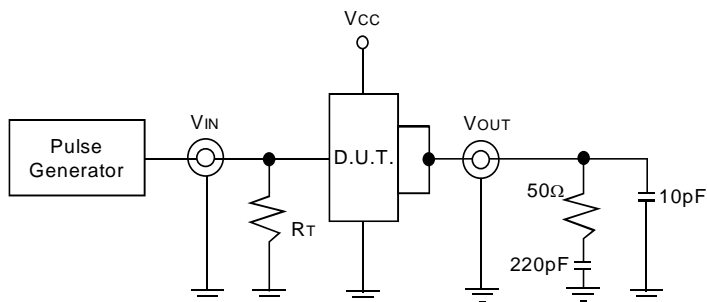 VCC
VIN
VOUT
Pulse
Generator
D.U.T.
50Ω
10pF
RT
220pF